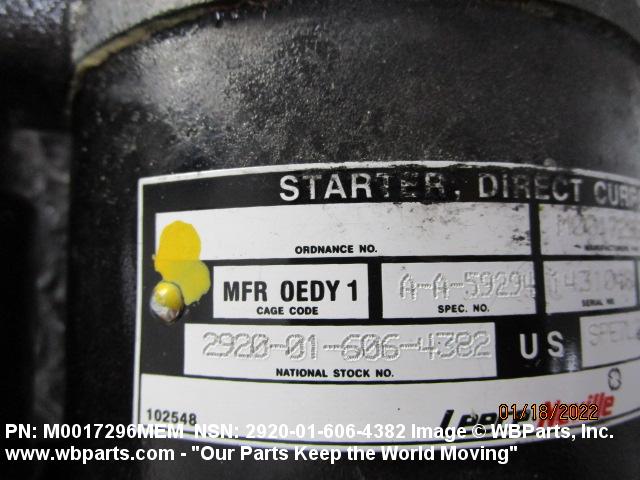 STARTER, DIRECT CURR
ORDNANCE NO.
MFR 0EDY1
CAGE CODE
A-A-59294
SPEC. NO.
SERIAL NO.
2920-01-606-4382
NATIONAL STOCK NO.
US
102548
Neville
01/18/2022
PN: M0017296MEM NSN: 2920-01-606-4382 Image © WBParts, Inc.
www.wbparts.com - "Our Parts Keep the World Moving"